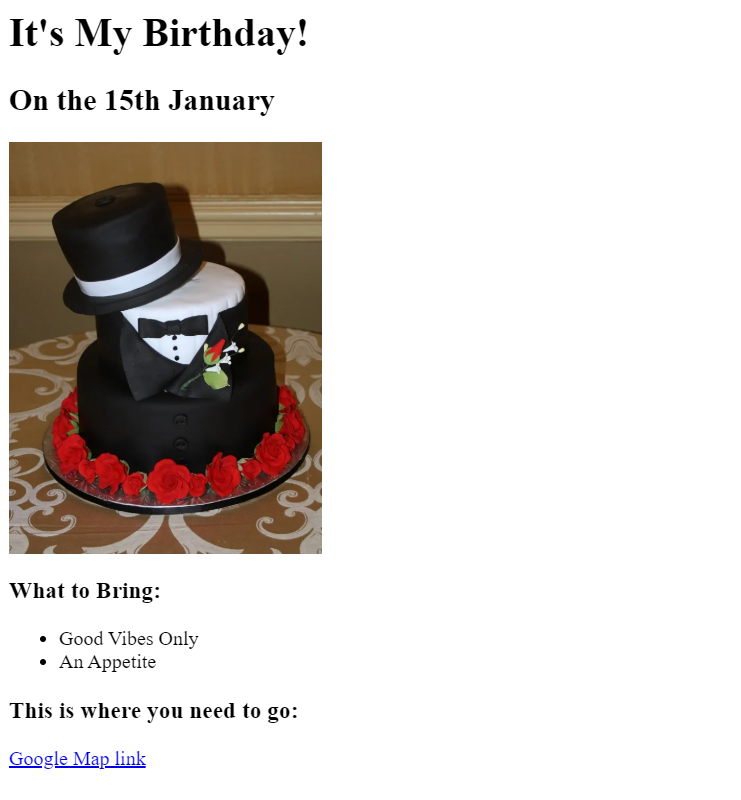 It's My Birthday!
On the 15th January
What to Bring:
Good Vibes Only
An Appetite
This is where you need to go:
Google Map link